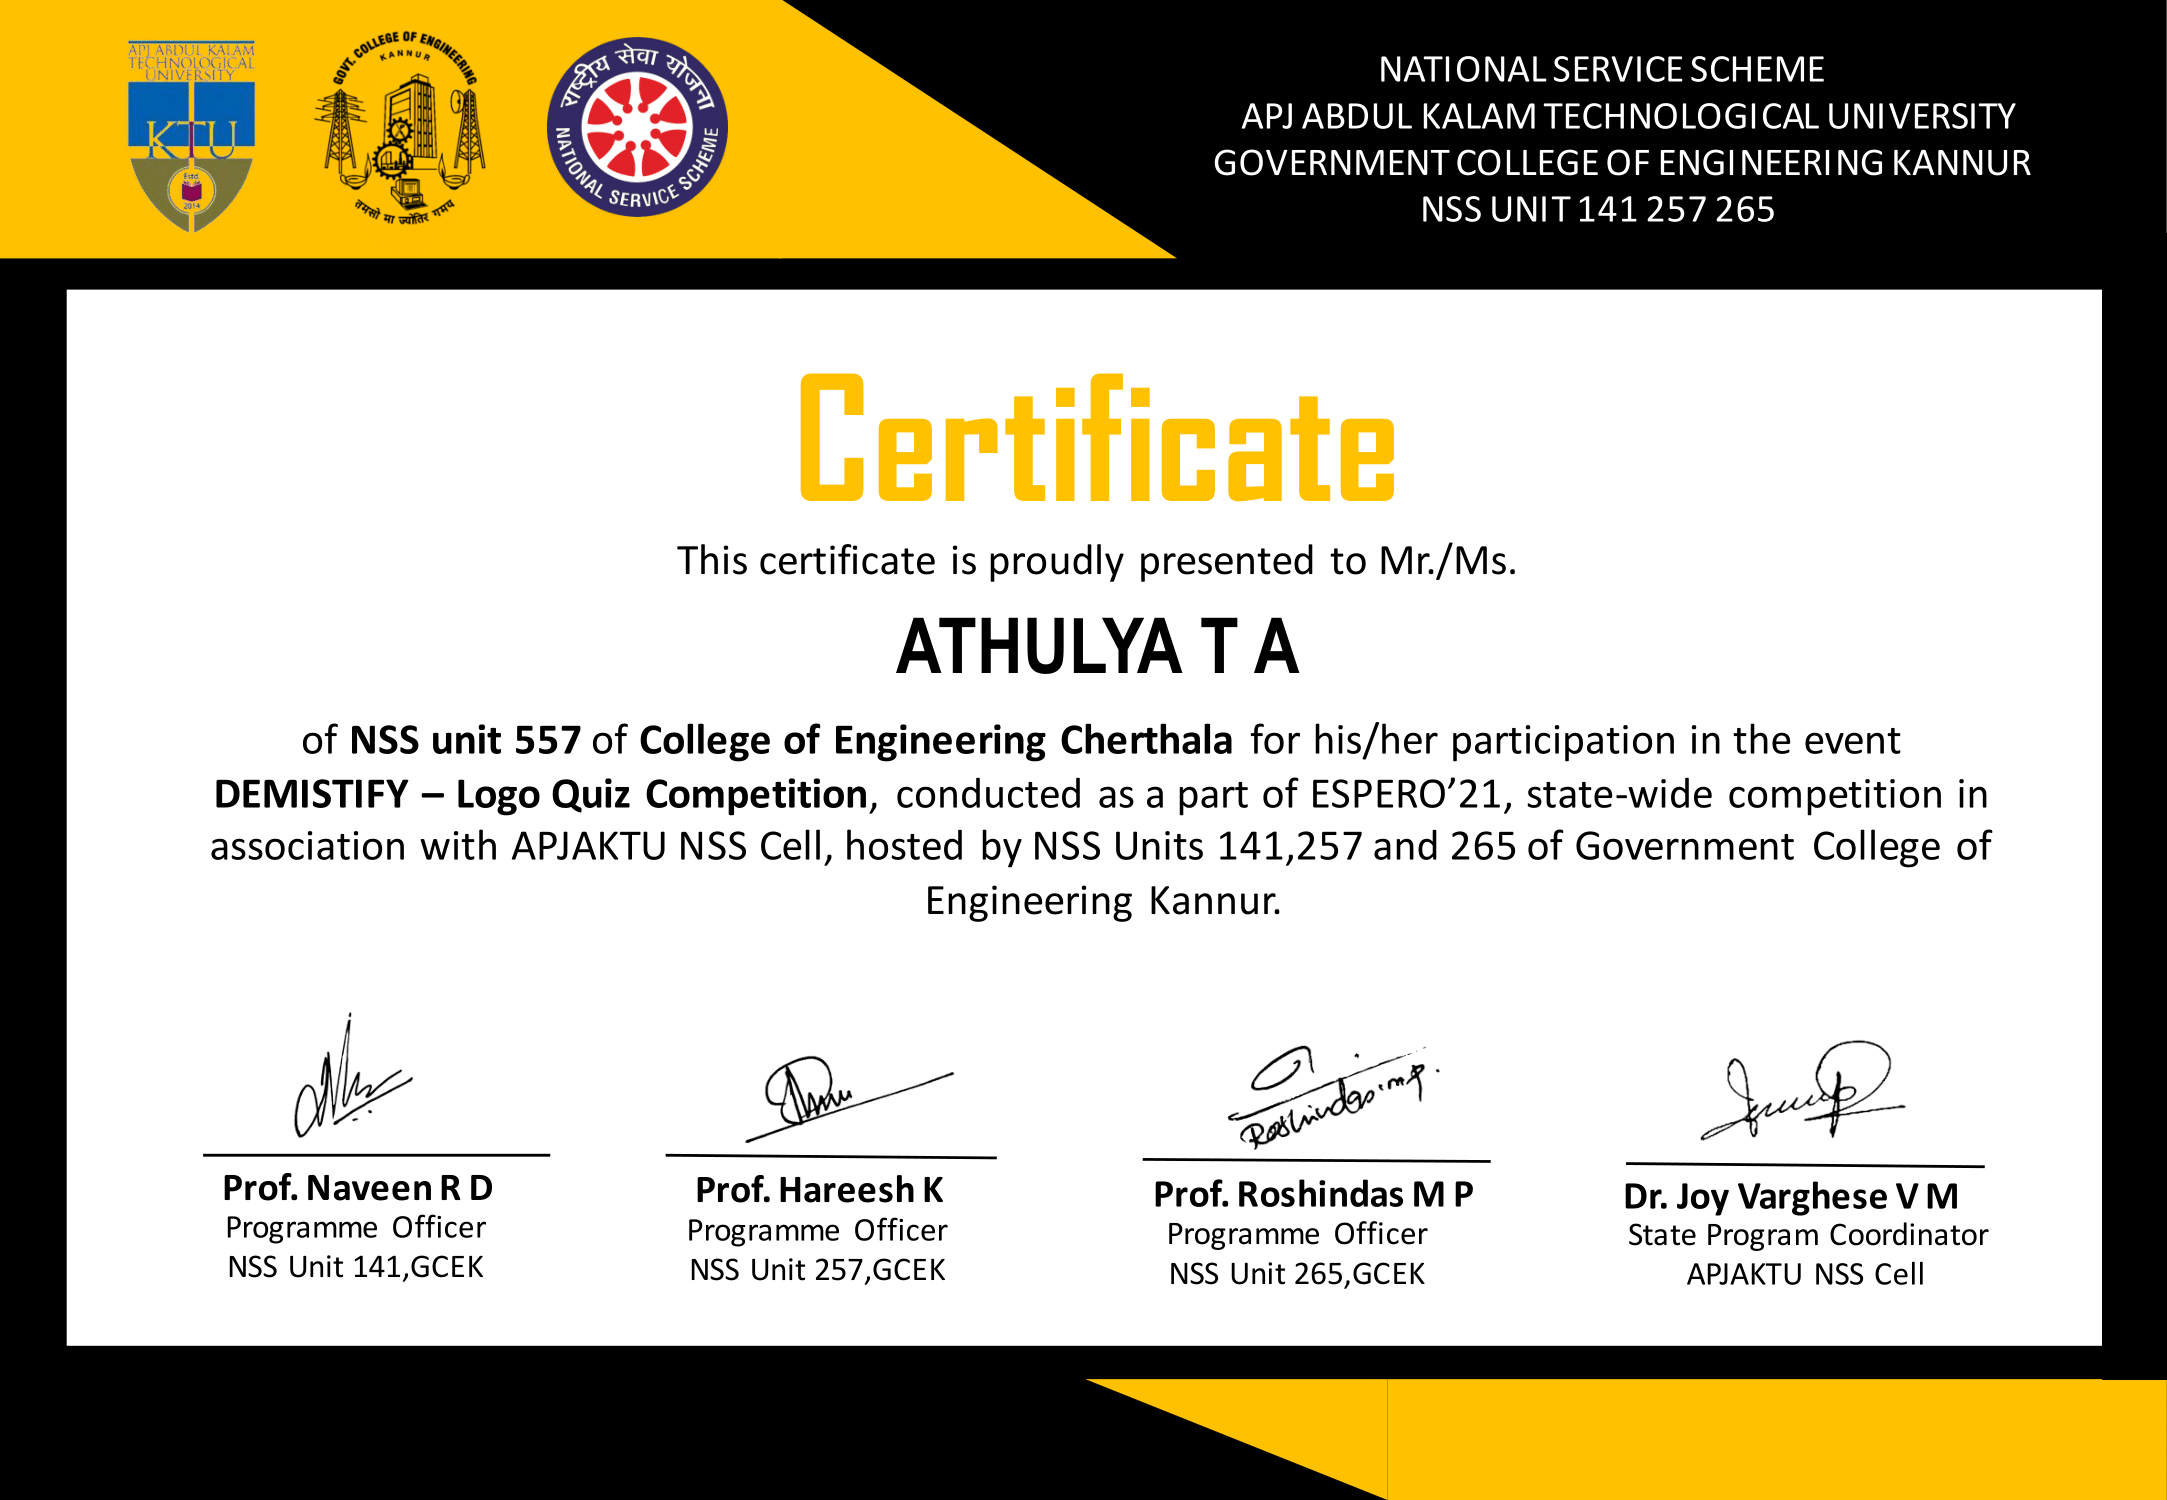 APJ ABDUL KALAM
TECHNOLOGICAL
UNIVERSITY
KTU
Estd.
2014
GOVT. COLLEGE OF ENGINEERING
KANNUR
तमसो मा ज्योतिर गमय
राष्ट्रीय सेवा योजना
NATIONAL SERVICE SCHEME
NATIONAL SERVICE SCHEME
APJ ABDUL KALAM TECHNOLOGICAL UNIVERSITY
GOVERNMENT COLLEGE OF ENGINEERING KANNUR
NSS UNIT 141 257 265
Certificate
This certificate is proudly presented to Mr./Ms.
ATHULYA T A
of NSS unit 557 of College of Engineering Cherthala for his/her participation in the event
DEMISTIFY – Logo Quiz Competition, conducted as a part of ESPERO’21, state-wide competition in
association with APJAKTU NSS Cell, hosted by NSS Units 141,257 and 265 of Government College of
Engineering Kannur.
Roshindas.m.p.
Prof. Naveen R D
Programme Officer
NSS Unit 141,GCEK
Prof. Hareesh K
Programme Officer
NSS Unit 257,GCEK
Prof. Roshindas M P
Programme Officer
NSS Unit 265,GCEK
Dr. Joy Varghese V M
State Program Coordinator
APJAKTU NSS Cell